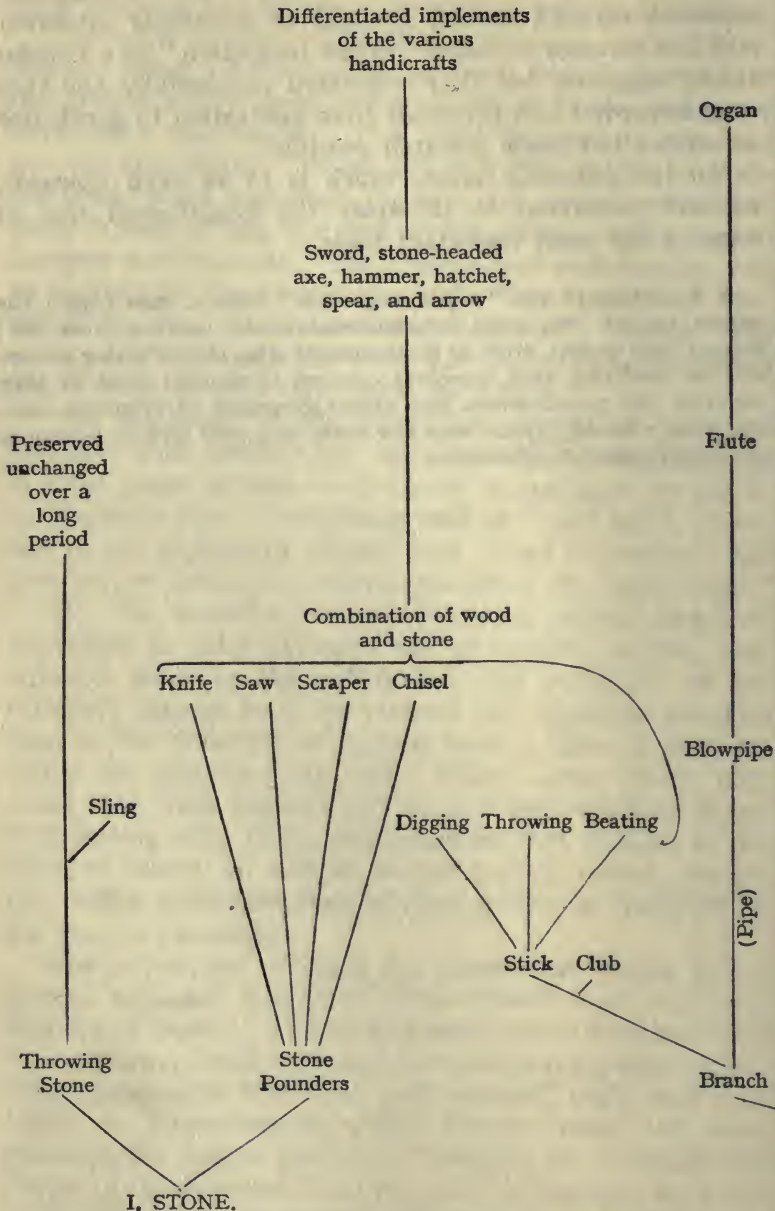 Differentiated implements
of the various
handicrafts
Organ
Sword, stone-headed
axe, hammer, hatchet,
spear, and arrow
Flute
Preserved
unchanged
over a
long
period
Combination of wood
and stone
Knife Saw Scraper Chisel
Blowpipe
Sling
Digging Throwing Beating
(Pipe)
Stick Club
Throwing
Stone
Stone
Pounders
Branch
I. STONE.